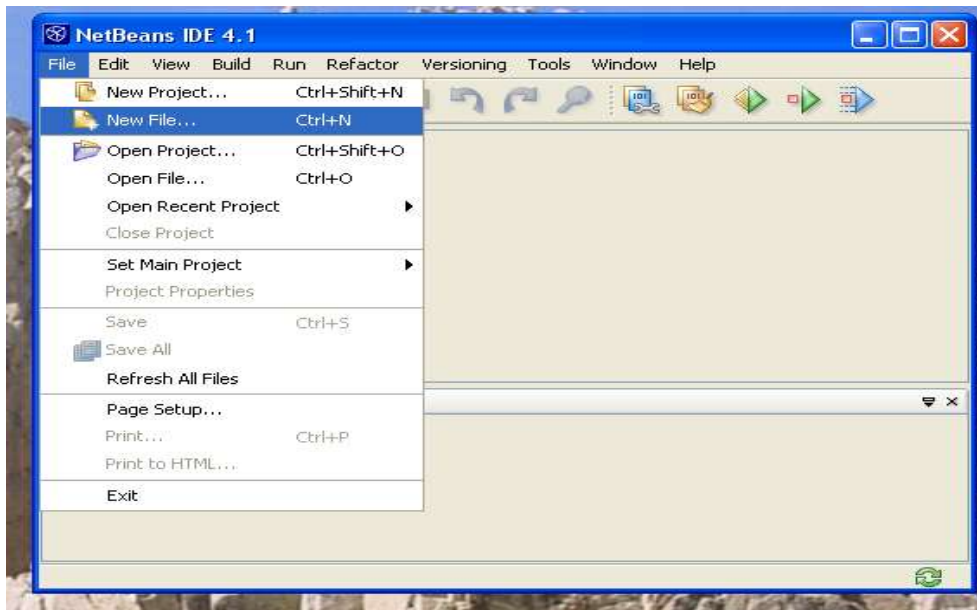 NetBeans IDE 4.1
File Edit View Build Run Refactor Versioning Tools Window Help
New Project... Ctrl+Shift+N
New File... Ctrl+N
Open Project... Ctrl+Shift+O
Open File... Ctrl+O
Open Recent Project
Close Project
Set Main Project
Project Properties
Save Ctrl+S
Save All
Refresh All Files
Page Setup...
Print... Ctrl+P
Print to HTML...
Exit